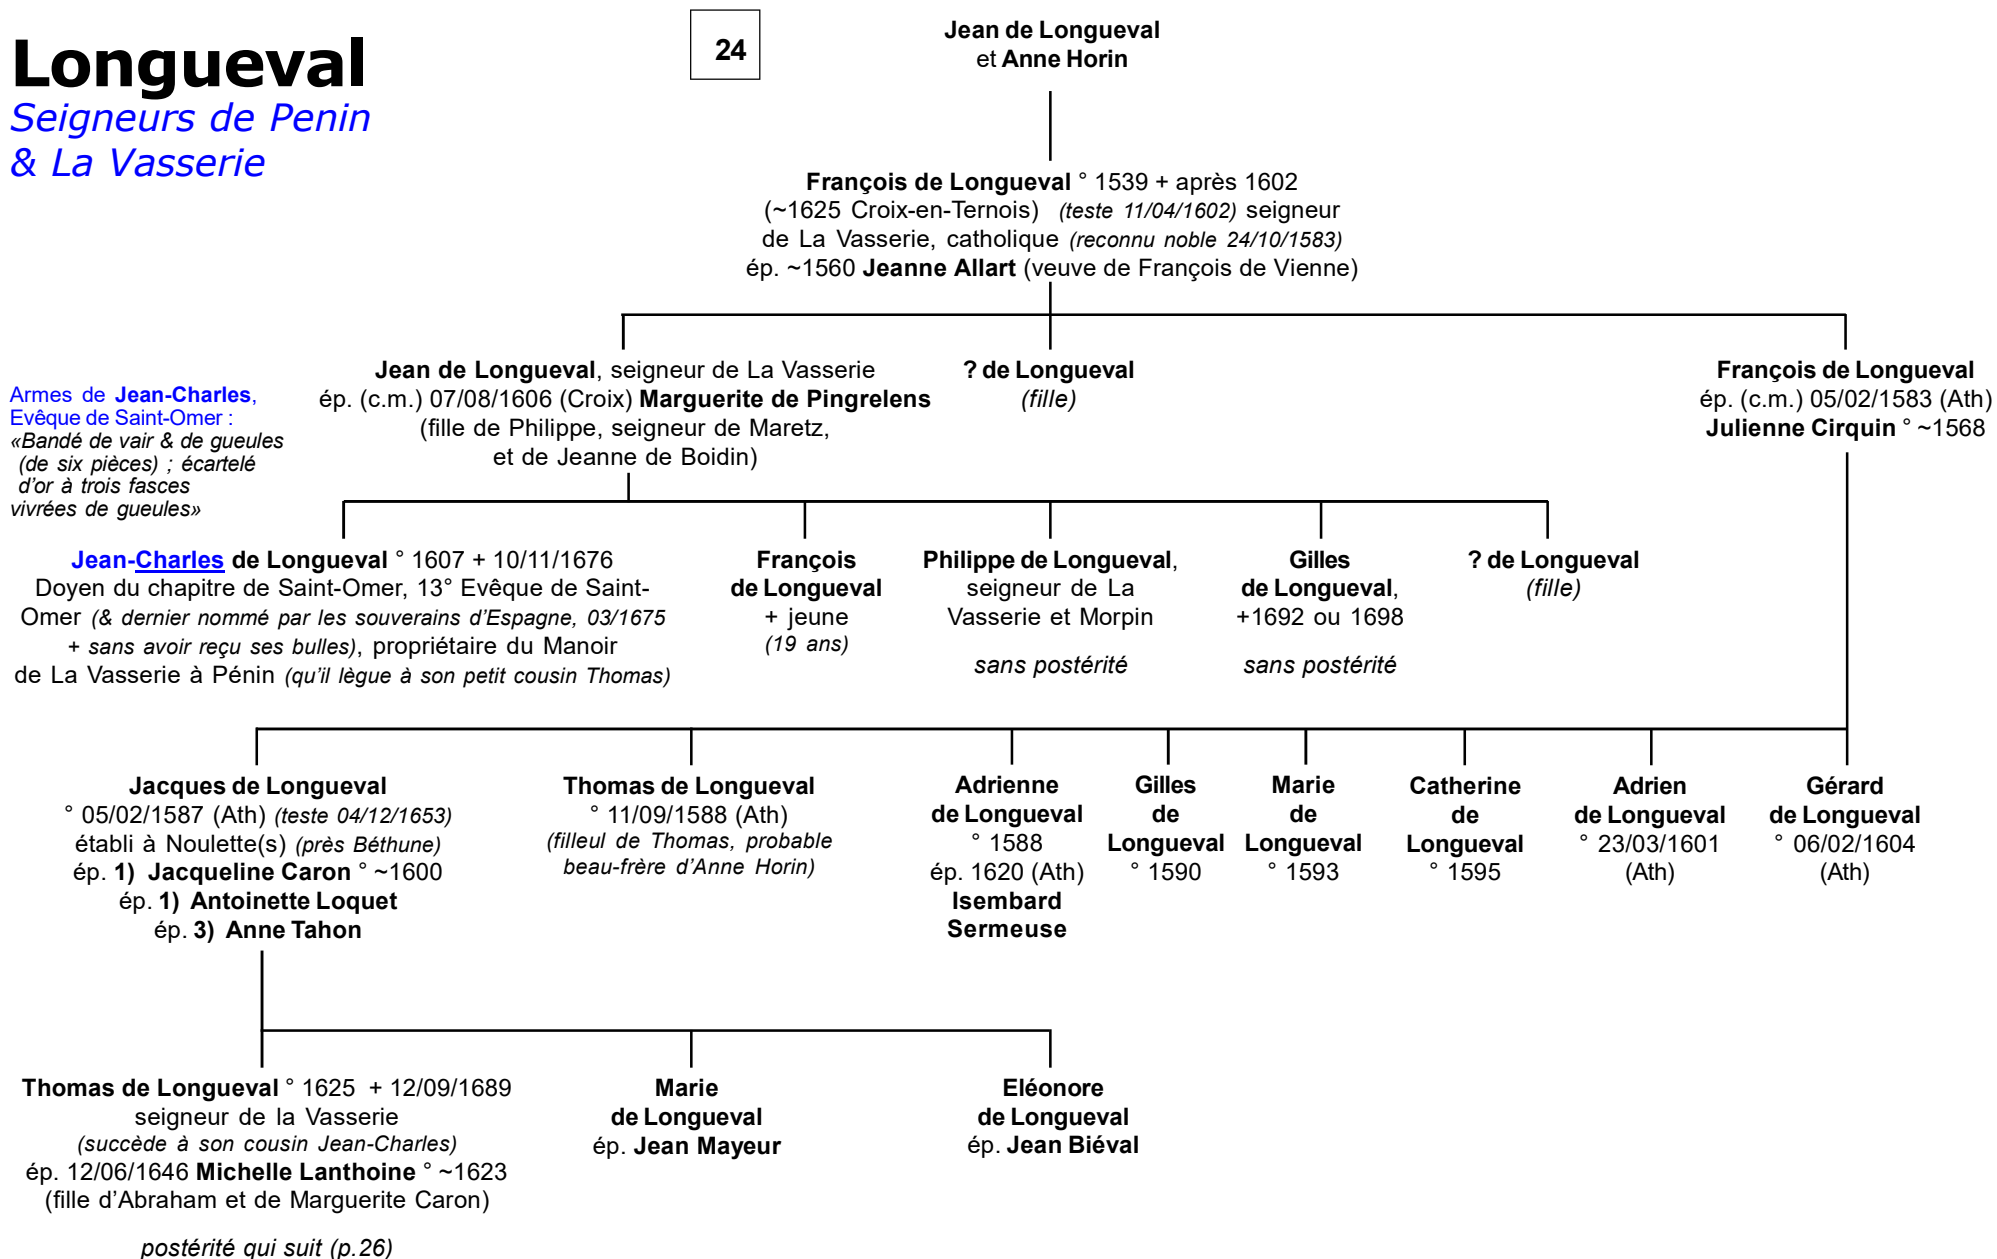 Longueval
Seigneurs de Penin
& La Vasserie
24
Jean de Longueval
et Anne Horin
François de Longueval ° 1539 + après 1602
(~1625 Croix-en-Ternois) (teste 11/04/1602) seigneur
de La Vasserie, catholique (reconnu noble 24/10/1583)
ép. ~1560 Jeanne Allart (veuve de François de Vienne)
Jean de Longueval, seigneur de La Vasserie
ép. (c.m.) 07/08/1606 (Croix) Marguerite de Pingrelens
(fille de Philippe, seigneur de Maretz,
et de Jeanne de Boidin)
? de Longueval
(fille)
François de Longueval
ép. (c.m.) 05/02/1583 (Ath)
Julienne Cirquin ° ~1568
Armes de Jean-Charles,
Evêque de Saint-Omer :
«Bandé de vair & de gueules
(de six pièces) ; écartelé
d'or à trois fasces
vivrées de gueules»
Jean-Charles de Longueval ° 1607 + 10/11/1676
Doyen du chapitre de Saint-Omer, 13° Evêque de Saint-
Omer (& dernier nommé par les souverains d'Espagne, 03/1675
+ sans avoir reçu ses bulles), propriétaire du Manoir
de La Vasserie à Pénin (qu'il lègue à son petit cousin Thomas)
François
de Longueval
+ jeune
(19 ans)
Philippe de Longueval,
seigneur de La
Vasserie et Morpin
sans postérité
Gilles
de Longueval,
+1692 ou 1698
sans postérité
? de Longueval
(fille)
Jacques de Longueval
° 05/02/1587 (Ath) (teste 04/12/1653)
établi à Noulette(s) (près Béthune)
ép. 1) Jacqueline Caron ° ~1600
ép. 1) Antoinette Loquet
ép. 3) Anne Tahon
Thomas de Longueval
° 11/09/1588 (Ath)
(filleul de Thomas, probable
beau-frère d'Anne Horin)
Adrienne
de Longueval
° 1588
ép. 1620 (Ath)
Isembard
Sermeuse
Gilles
de
Longueval
° 1590
Marie
de
Longueval
° 1593
Catherine
de
Longueval
° 1595
Adrien
de Longueval
° 23/03/1601
(Ath)
Gérard
de Longueval
° 06/02/1604
(Ath)
Thomas de Longueval ° 1625 + 12/09/1689
seigneur de la Vasserie
(succède à son cousin Jean-Charles)
ép. 12/06/1646 Michelle Lanthoine ° ~1623
(fille d'Abraham et de Marguerite Caron)
postérité qui suit (p.26)
Marie
de Longueval
ép. Jean Mayeur
Eléonore
de Longueval
ép. Jean Biéval